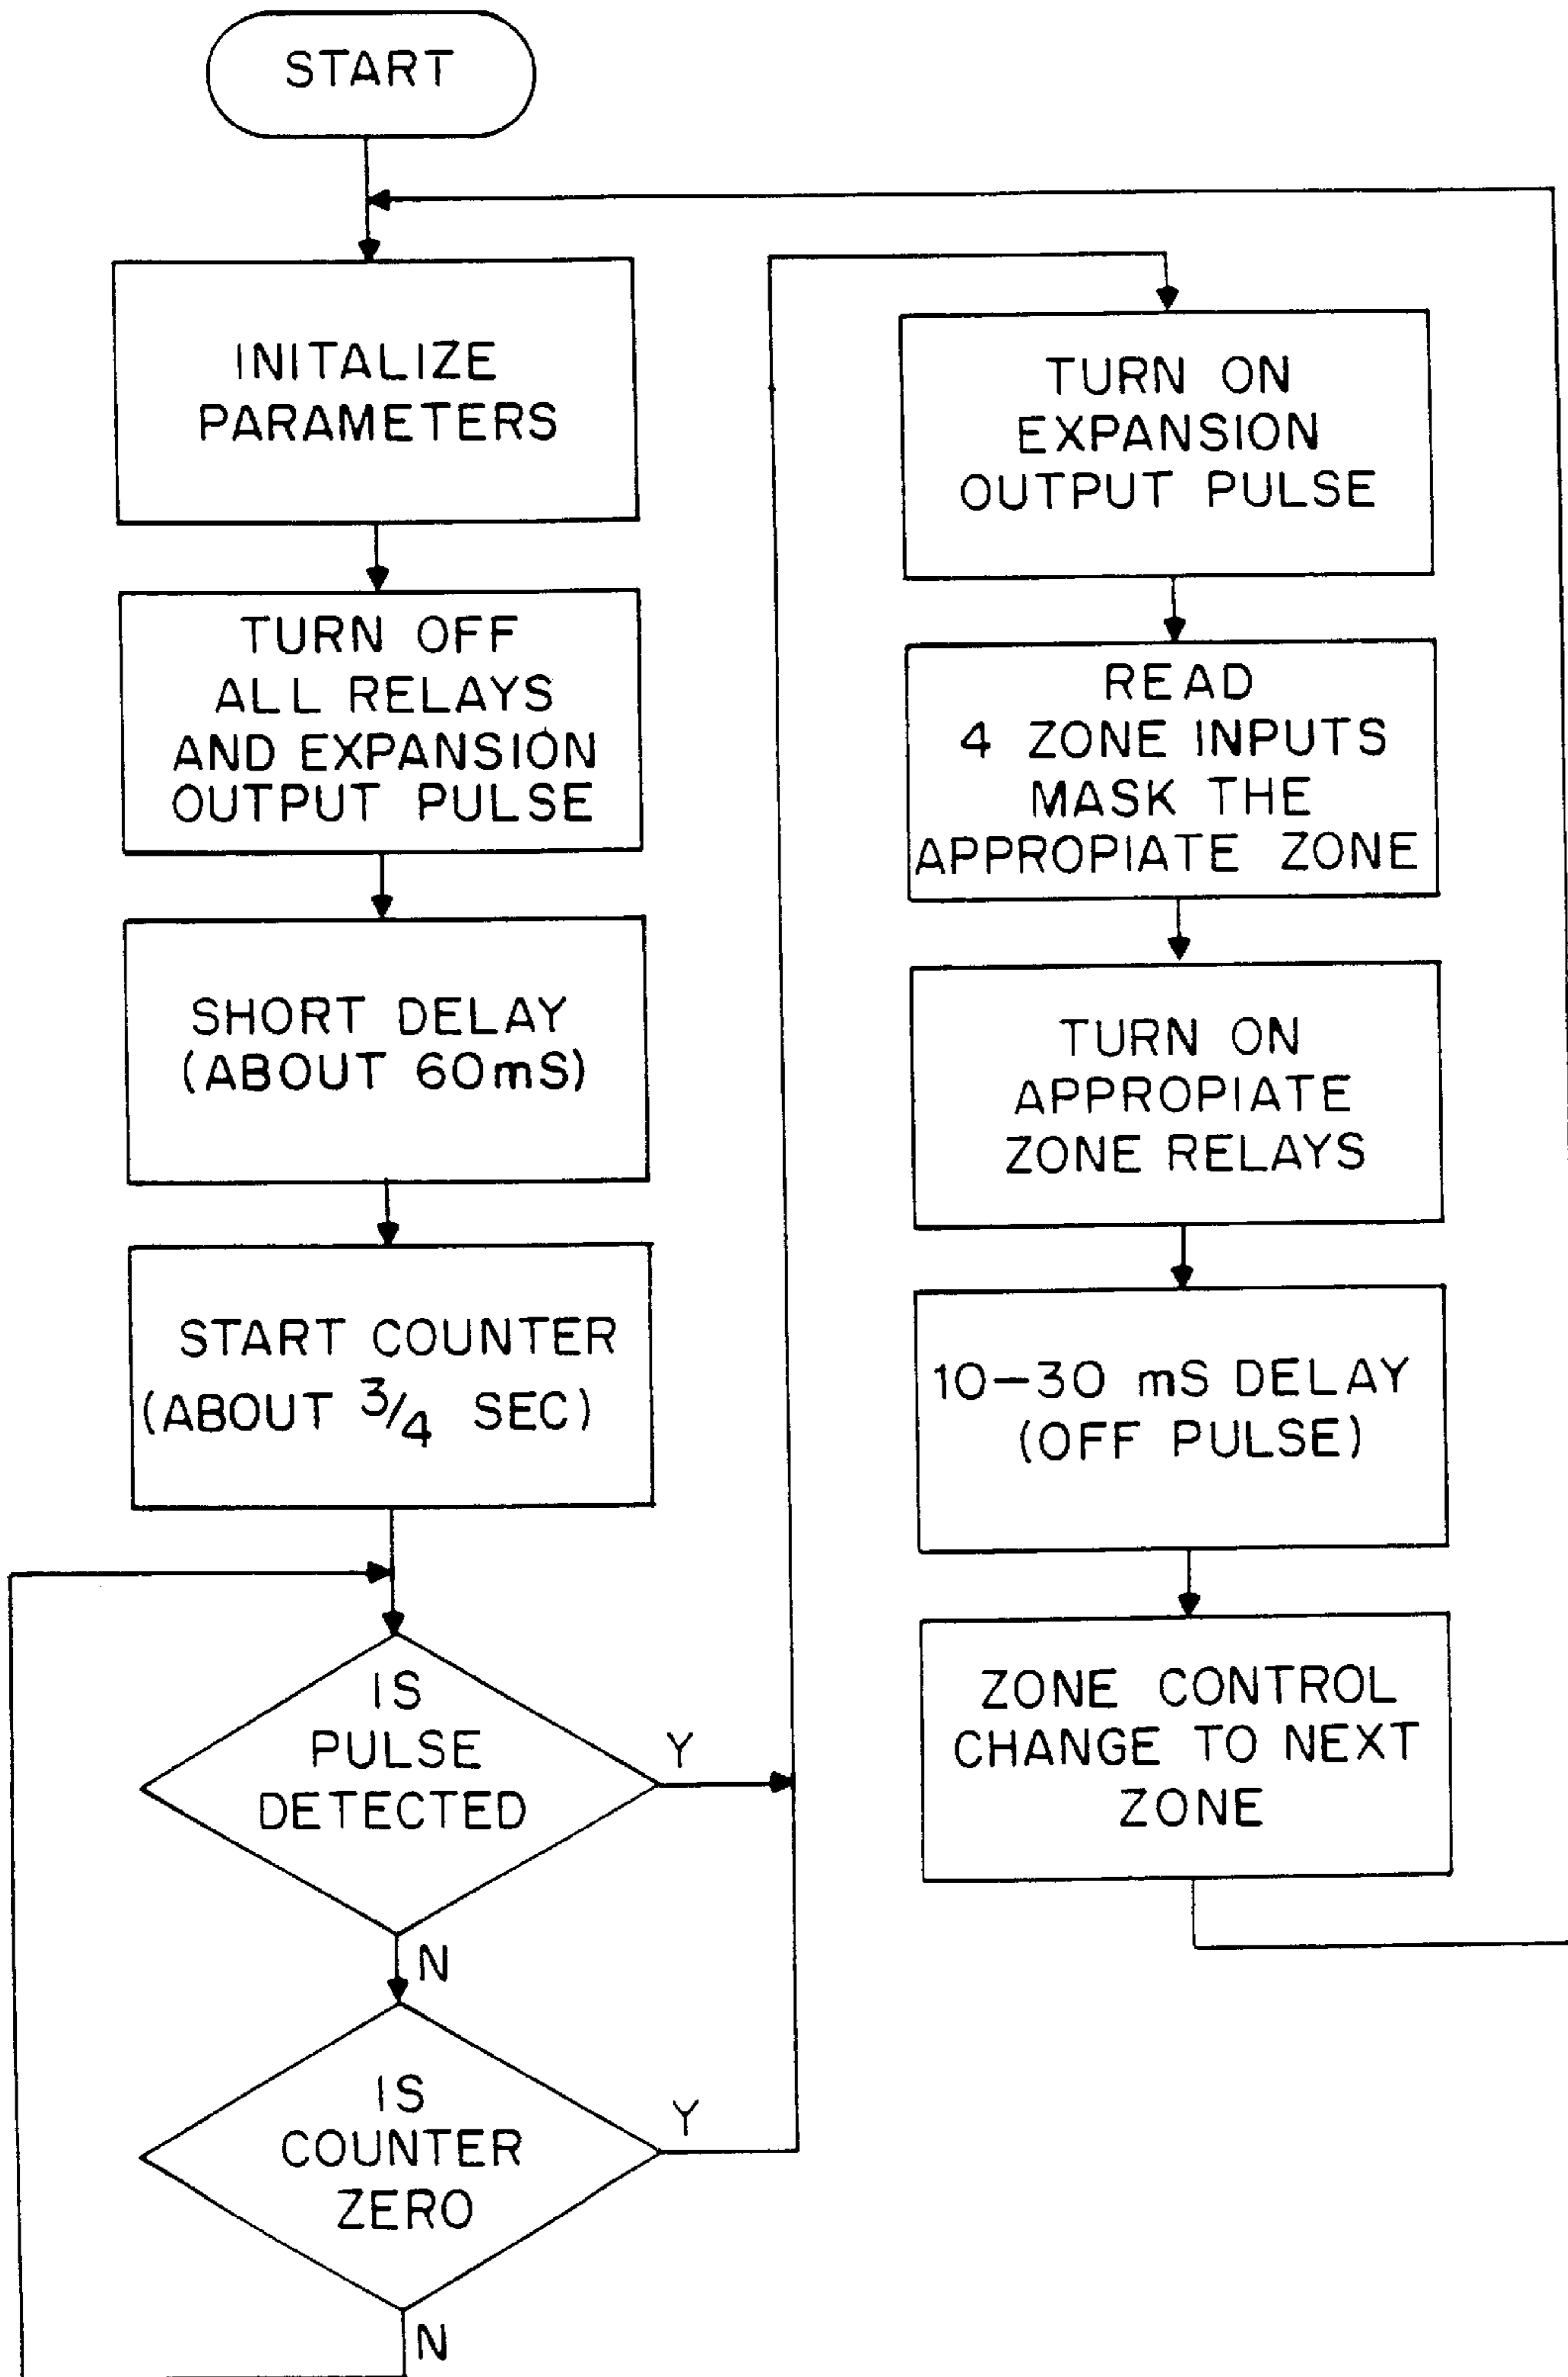 START
INITALIZE
PARAMETERS
TURN OFF
ALL RELAYS
AND EXPANSION
OUTPUT PULSE
SHORT DELAY
(ABOUT 60mS)
START COUNTER
(ABOUT 3/4 SEC)
IS
PULSE
DETECTED
Y
N
IS
COUNTER
ZERO
Y
N
TURN ON
EXPANSION
OUTPUT PULSE
READ
4 ZONE INPUTS
MASK THE
APPROPIATE ZONE
TURN ON
APPROPIATE
ZONE RELAYS
10-30 mS DELAY
(OFF PULSE)
ZONE CONTROL
CHANGE TO NEXT
ZONE